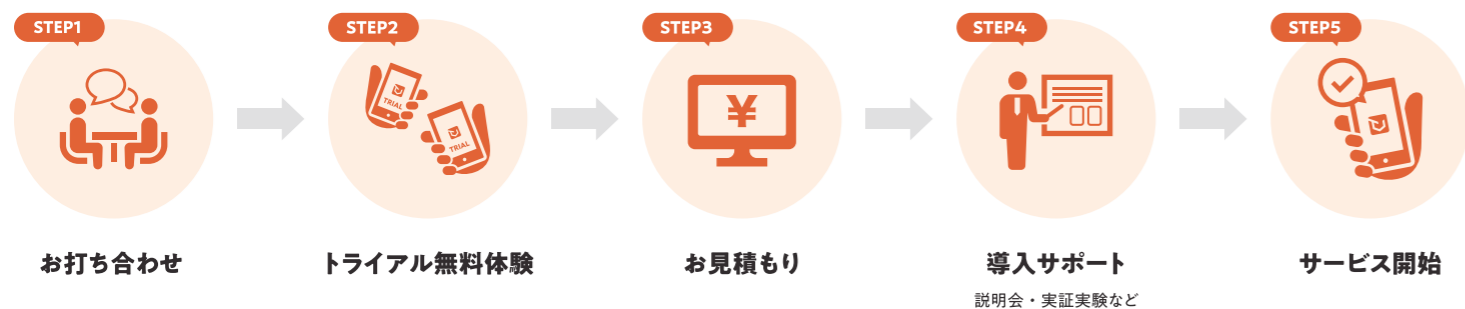 STEP1
STEP2
STEP3
STEP4
STEP5
TRIAL
TRIAL
¥
お打ち合わせ
トライアル無料体験
お見積もり
導入サポート
サービス開始
説明会・実証実験など